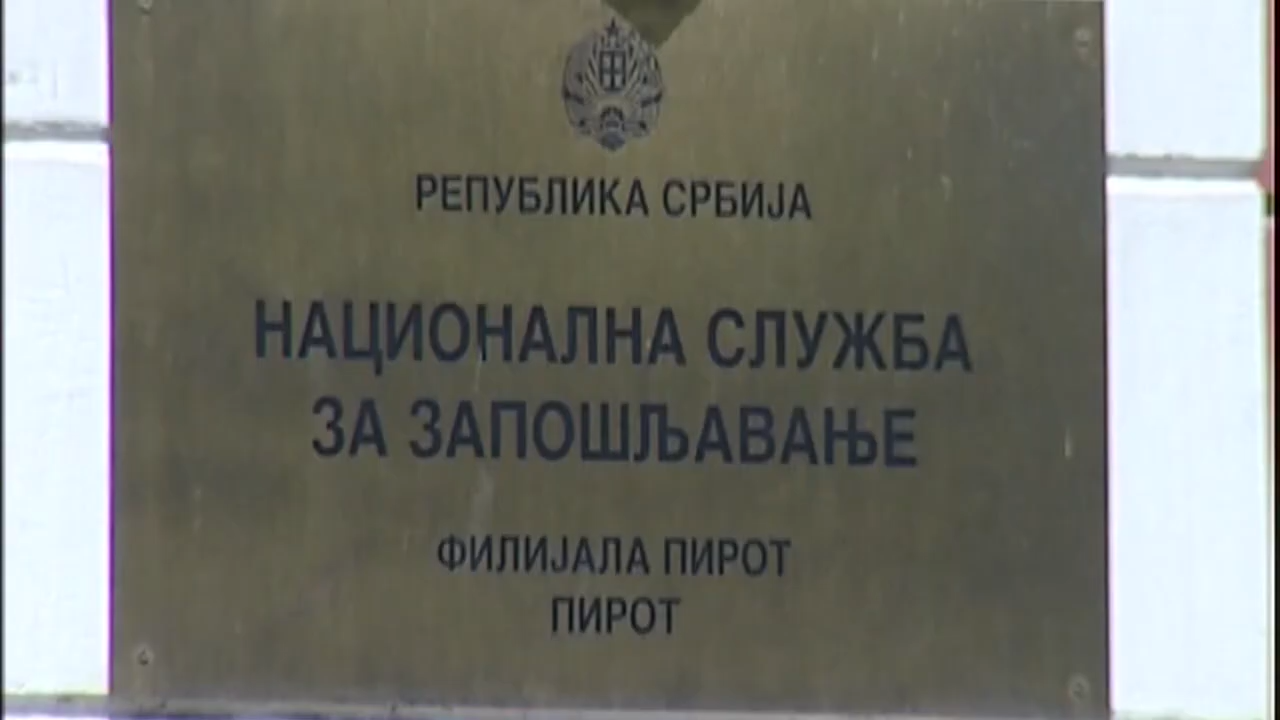 РЕПУБЛИКА СРБИЈА
НАЦИОНАЛНА СЛУЖБА
ЗА ЗАПОШЉАВАЊЕ
ФИЛИЈАЛА ПИРОТ
ПИРОТ